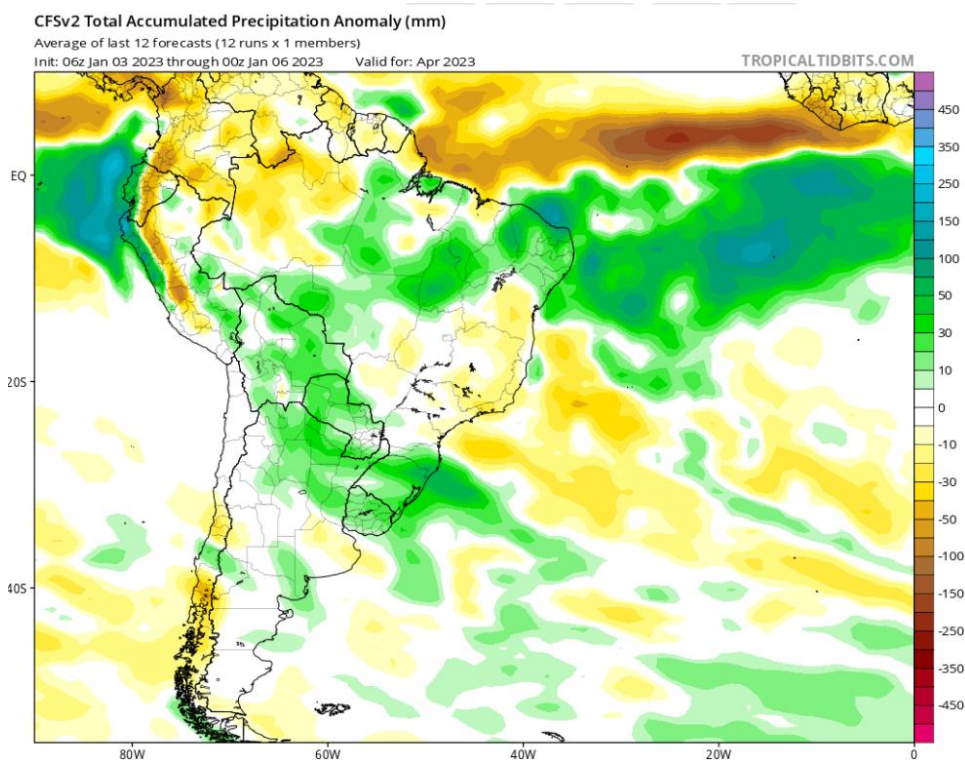 CFSv2 Total Accumulated Precipitation Anomaly (mm)
Average of last 12 forecasts (12 runs x 1 members)
Init: 06z Jan 03 2023 through 00z Jan 06 2023 Valid for: Apr 2023
TROPICALTIDBITS.COM
EQ
20S
40S
80W
60W
40W
20W
0
450
350
250
150
100
50
30
10
0
-10
-30
-50
-100
-150
-250
-350
-450